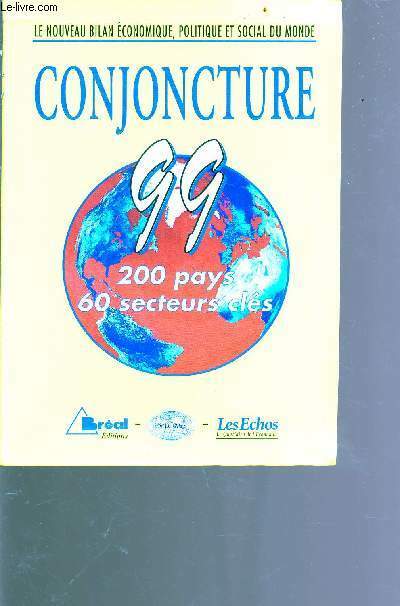 Le-livre.com
LE NOUVEAU BILAN ÉCONOMIQUE, POLITIQUE ET SOCIAL DU MONDE
CONJONCTURE
99
200 pays
60 secteurs clés
Bréal - - Les Echos
Editions